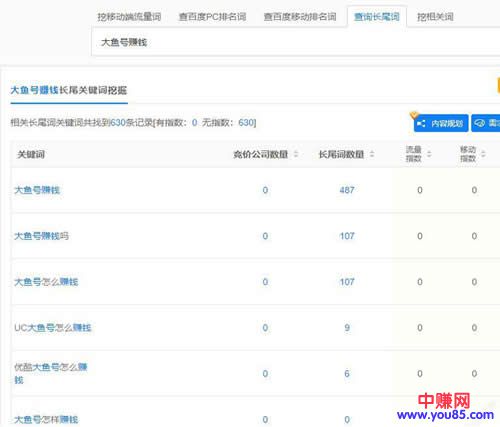 挖移动端流量词 查百度PC排名词 查百度移动排名词 查询长尾词 挖相关词
大鱼号赚钱
大鱼号赚钱长尾关键词挖掘
相关长尾词关键词共找到630条记录[有指数：0 无指数：630]
内容规划
关键词 竞价公司数量 长尾词数量 流量指数 移动指数
大鱼号赚钱 0 487 0 0
大鱼号赚钱吗 0 107 0 0
大鱼号怎么赚钱 0 107 0 0
UC大鱼号怎么赚钱 0 9 0 0
优酷大鱼号怎么赚钱 0 6 0 0
大鱼号怎样赚钱 0 0
中赚网
www.you85.com